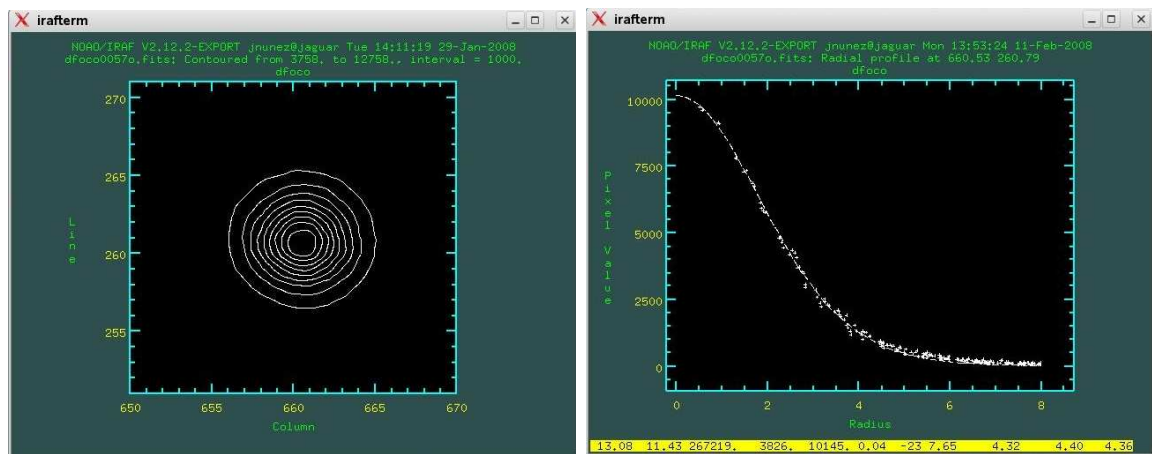 irafterm
NOAO/IRAF V2.12.2-EXPORT jnunez@jaguar Tue 14:11:19 29-Jan-2008
dfoco0057o.fits: Contoured from 3758. to 12758., interval = 1000.
dfoco
270
265
260
255
250
Line
650 655 660 665 670
Column
irafterm
NOAO/IRAF V2.12.2-EXPORT jnunez@jaguar Mon 13:53:24 11-Feb-2008
dfoco0057o.fits: Radial profile at 660.53 260.79
dfoco
10000
7500
5000
2500
0
Pixel Value
0 2 4 6 8
Radius
13.08 11.43 267219. 3826. 10145. 0.04 -23 7.65 4.32 4.40 4.36